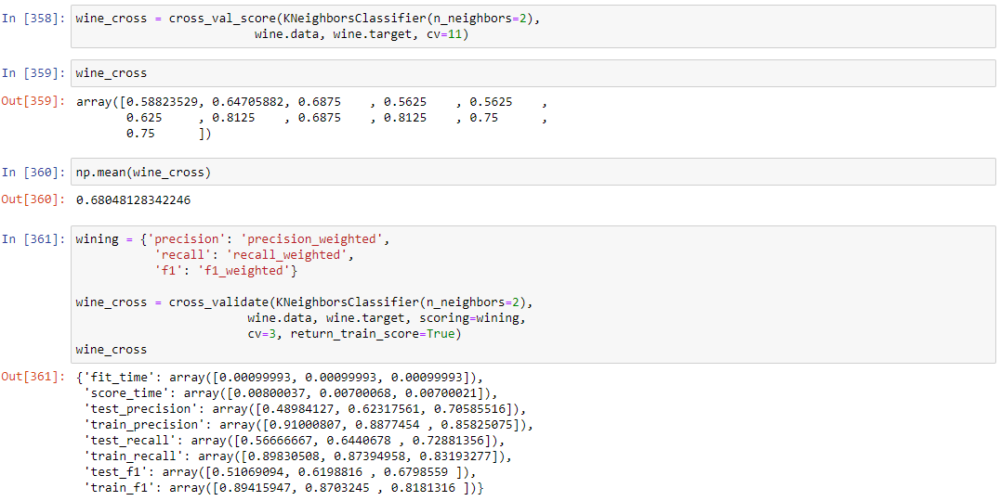 In [358]: wine_cross = cross_val_score(KNeighborsClassifier(n_neighbors=2),
                         wine.data, wine.target, cv=11)
In [359]: wine_cross
Out[359]: array([0.58823529, 0.64705882, 0.6875    , 0.5625    , 0.5625    ,
       0.625     , 0.8125    , 0.6875    , 0.8125    , 0.75      ,
       0.75      ])
In [360]: np.mean(wine_cross)
Out[360]: 0.68048128342246
In [361]: wining = {'precision': 'precision_weighted',
           'recall': 'recall_weighted',
           'f1': 'f1_weighted'}
wine_cross = cross_validate(KNeighborsClassifier(n_neighbors=2),
                        wine.data, wine.target, scoring=wining,
                        cv=3, return_train_score=True)
wine_cross
Out[361]: {'fit_time': array([0.00099993, 0.00099993, 0.00099993]),
 'score_time': array([0.00800037, 0.00700068, 0.00700021]),
 'test_precision': array([0.48984127, 0.62317561, 0.70585516]),
 'train_precision': array([0.91000807, 0.8877454 , 0.85825075]),
 'test_recall': array([0.56666667, 0.6440678 , 0.72881356]),
 'train_recall': array([0.89830508, 0.87394958, 0.83193277]),
 'test_f1': array([0.51069094, 0.6198816 , 0.6798559 ]),
 'train_f1': array([0.89415947, 0.8703245 , 0.8181316 ])}